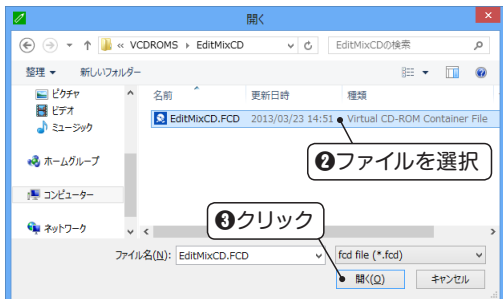 開く
« VCDROMS ▸ EditMixCD
EditMixCDの検索
整理 ▼ 新しいフォルダー
ピクチャ
ビデオ
ミュージック
ホームグループ
コンピューター
ネットワーク
名前 更新日時 種類
EditMixCD.FCD 2013/03/23 14:51 Virtual CD-ROM Container File
❷ファイルを選択
❸クリック
ファイル名(N): EditMixCD.FCD fcd file (*.fcd)
開く(O) キャンセル